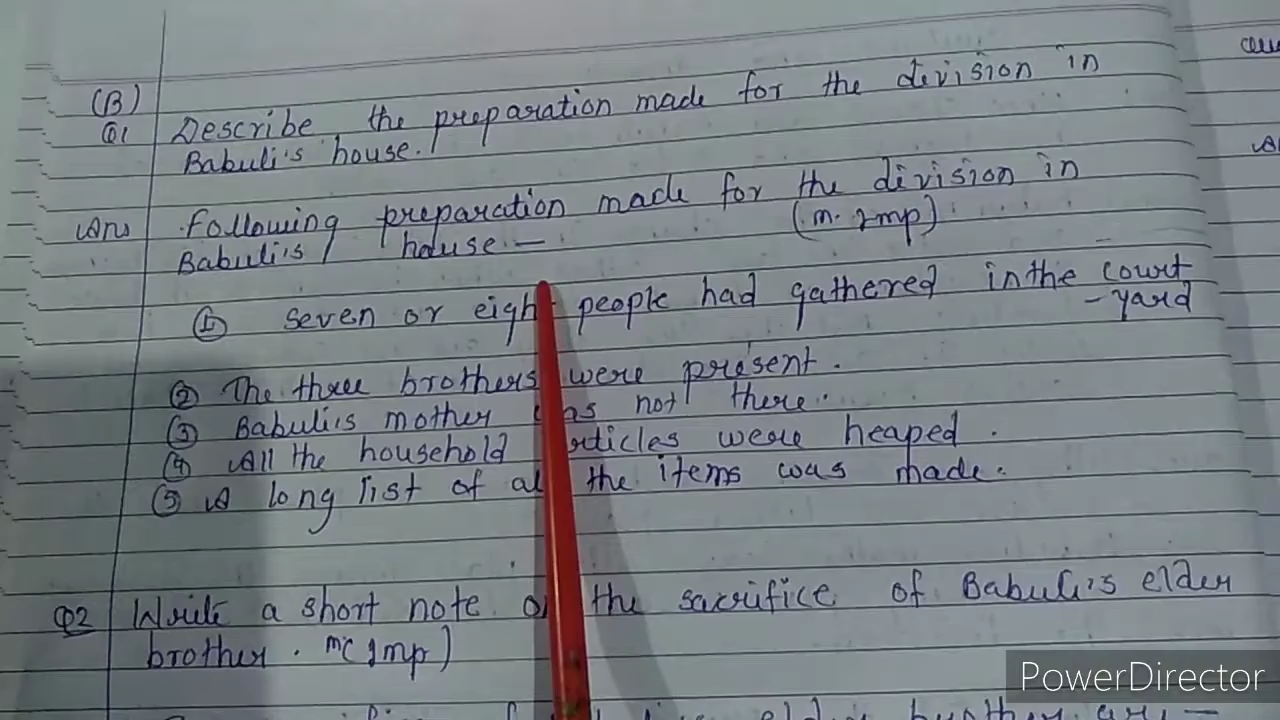 (B)
Q1 Describe the preparation made for the devision in
Babuli's house.
Ans Following preparation made for the division in
Babuli's house - (m. Imp)
① Seven or eigh people had gathered in the court
- yard
② The three brothers were present.
③ Babuli's mother as not there.
④ All the household rticles were heaped.
⑤ A long list of al the items was made.
Q2 Write a short note o the sacrifice of Babuli's elder
brother. m( Imp)
PowerDirector